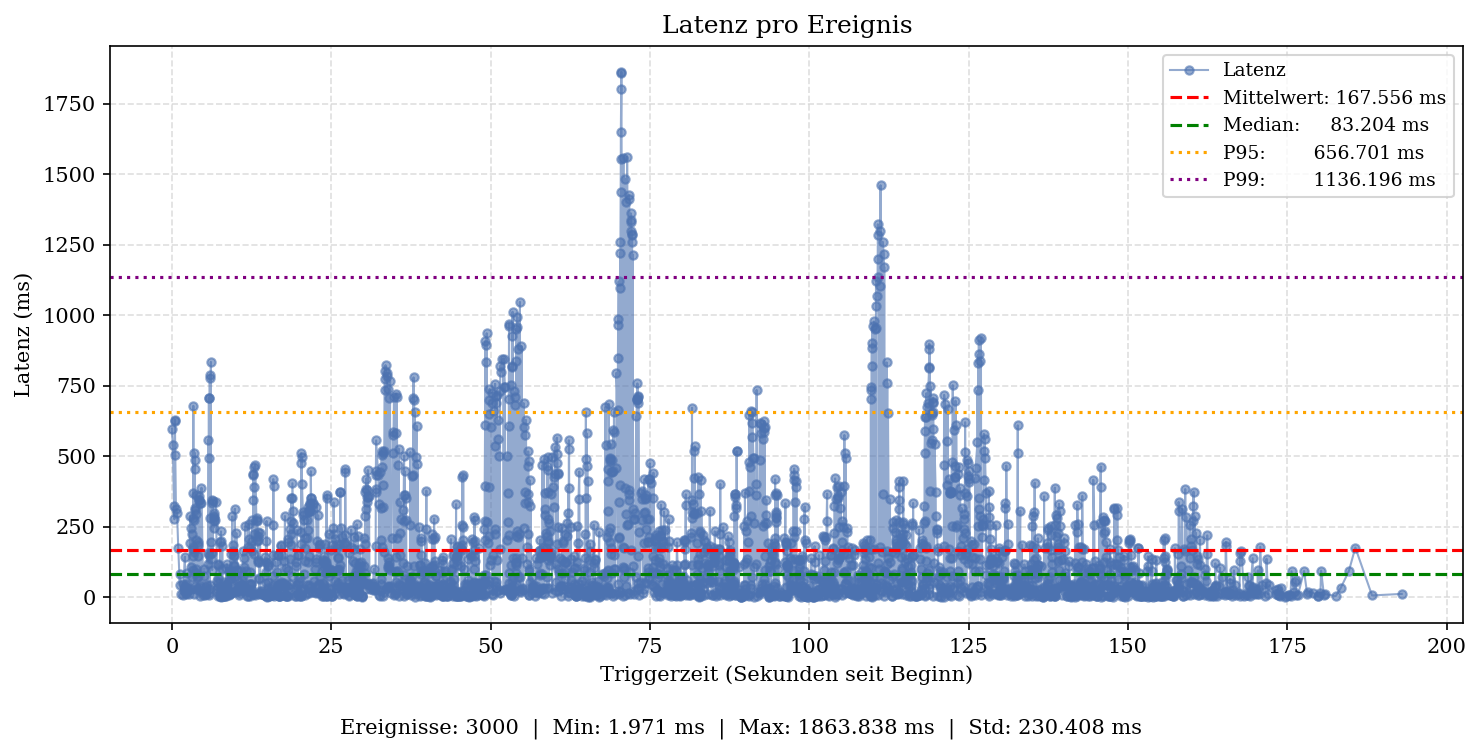 Latenz pro Ereignis
Latenz (ms)
1750
1500
1250
1000
750
500
250
0
Latenz
Mittelwert: 167.556 ms
Median: 83.204 ms
P95: 656.701 ms
P99: 1136.196 ms
0 25 50 75 100 125 150 175 200
Triggerzeit (Sekunden seit Beginn)
Ereignisse: 3000 | Min: 1.971 ms | Max: 1863.838 ms | Std: 230.408 ms